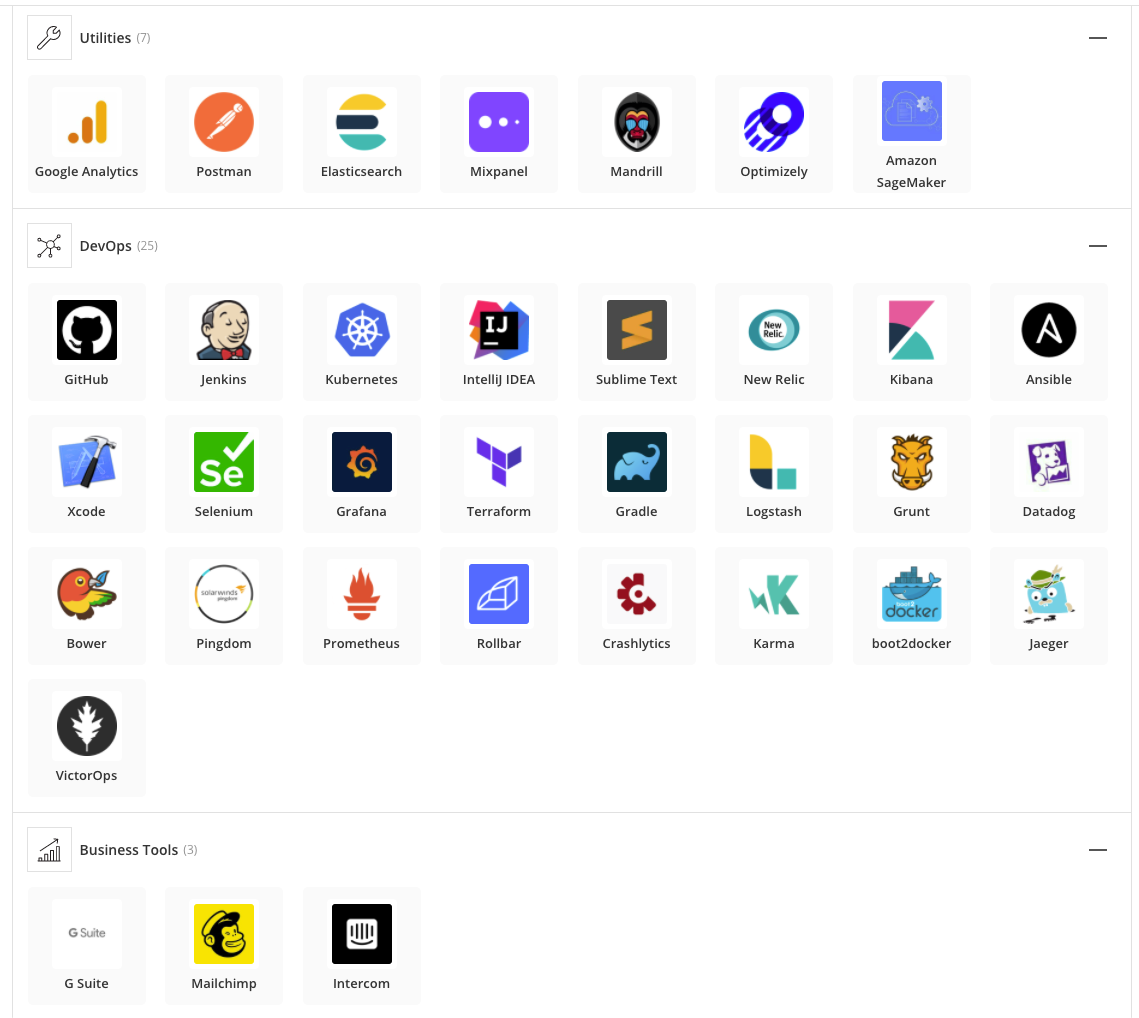 Utilities (7)
Google Analytics
Postman
Elasticsearch
Mixpanel
Mandrill
Optimizely
Amazon
SageMaker
DevOps (25)
IJ
New
Relic.
GitHub
Jenkins
Kubernetes
IntelliJ IDEA
Sublime Text
New Relic
Kibana
Ansible
Se
Xcode
Selenium
Grafana
Terraform
Gradle
Logstash
Grunt
Datadog
solarwinds
pingdom
K
boot2
docker
Bower
Pingdom
Prometheus
Rollbar
Crashlytics
Karma
boot2docker
Jaeger
VictorOps
Business Tools (3)
G Suite
G Suite
Mailchimp
Intercom